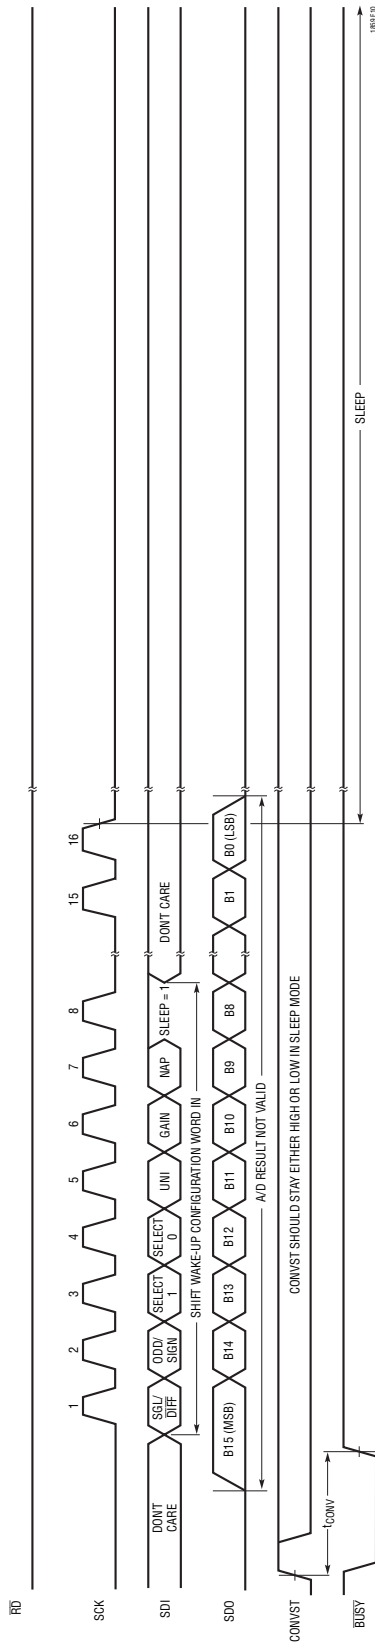 RD
SCK
1
2
3
4
5
6
7
8
15
16
SDI
DON'T CARE
SGL/DIFF
ODD/SIGN
SELECT 1
SELECT 0
UNI
GAIN
NAP
SLEEP = 1
DON'T CARE
SHIFT WAKE-UP CONFIGURATION WORD IN
SDO
B15 (MSB)
B14
B13
B12
B11
B10
B9
B8
B1
B0 (LSB)
A/D RESULT NOT VALID
CONVST
CONVST SHOULD STAY EITHER HIGH OR LOW IN SLEEP MODE
BUSY
tCONV
SLEEP
1859 F10